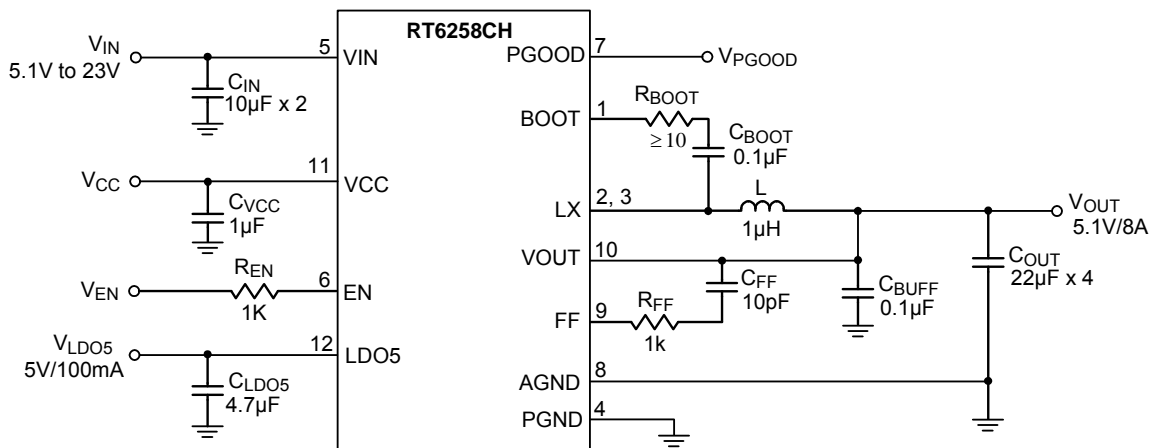 RT6258CH
VIN
5.1V to 23V
5
VIN
CIN
10µF x 2
VCC
11
VCC
CVCC
1µF
VEN
REN
1K
6
EN
VLDO5
5V/100mA
12
LDO5
CLDO5
4.7µF
PGOOD
7
VPGOOD
BOOT
1
RBOOT
≥10
CBOOT
0.1µF
LX
2, 3
L
1µH
VOUT
5.1V/8A
VOUT
10
CFF
10pF
CBUFF
0.1µF
COUT
22µF x 4
FF
9
RFF
1k
AGND
8
PGND
4